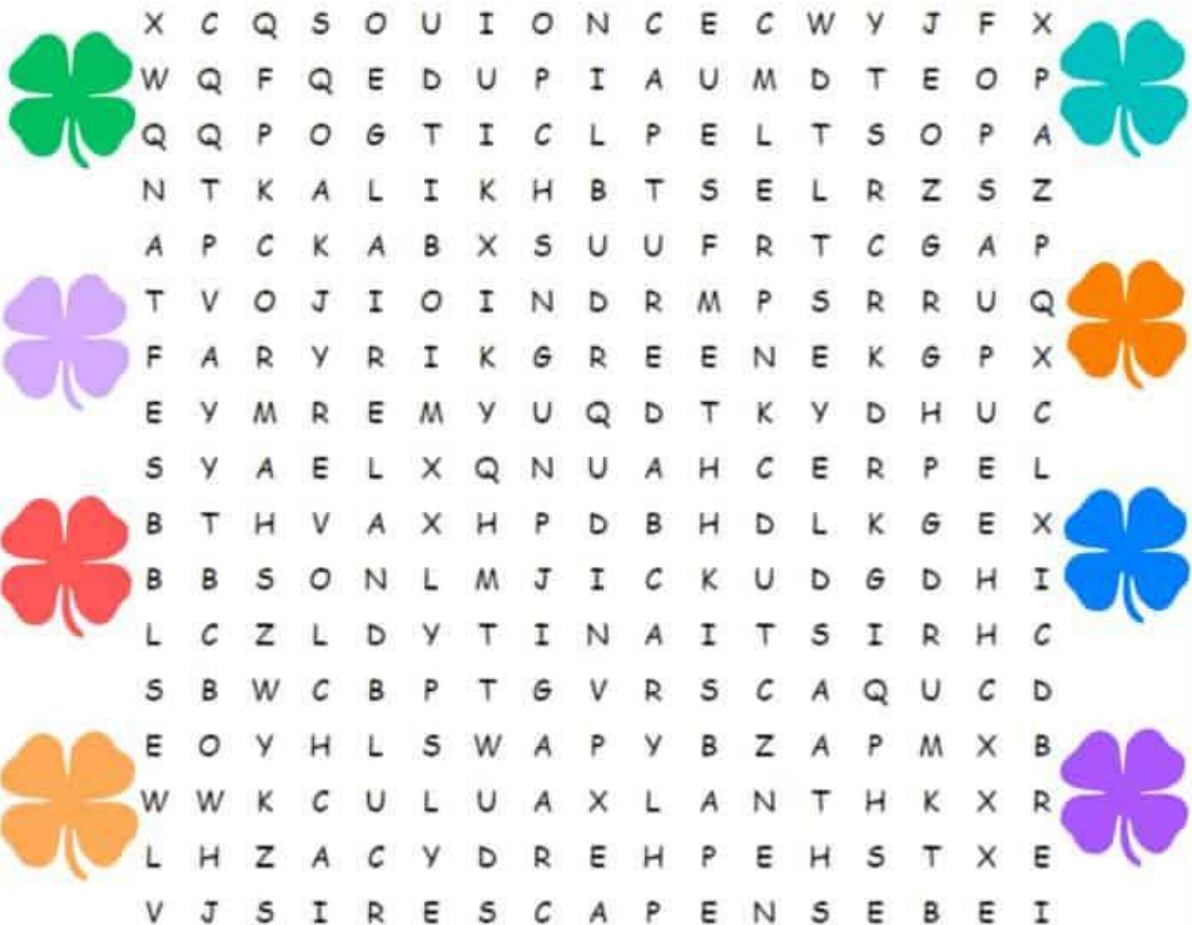 X C Q S O U I O N C E C W Y J F X
W Q F Q E D U P I A U M D T E O P
Q Q P O G T I C L P E L T S O P A
N T K A L I K H B T S E L R Z S Z
A P C K A B X S U U F R T C G A P
T V O J I O I N D R M P S R R U Q
F A R Y R I K G R E E N E K G P X
E Y M R E M Y U Q D T K Y D H U C
S Y A E L X Q N U A H C E R P E L
B T H V A X H P D B H D L K G E X
B B S O N L M J I C K U D G D H I
L C Z L D Y T I N A I T S I R H C
S B W C B P T G V R S C A Q U C D
E O Y H L S W A P Y B Z A P M X B
W W K C U L U A X L A N T H K X R
L H Z A C Y D R E H P E H S T X E
V J S I R E S C A P E N S E B E I